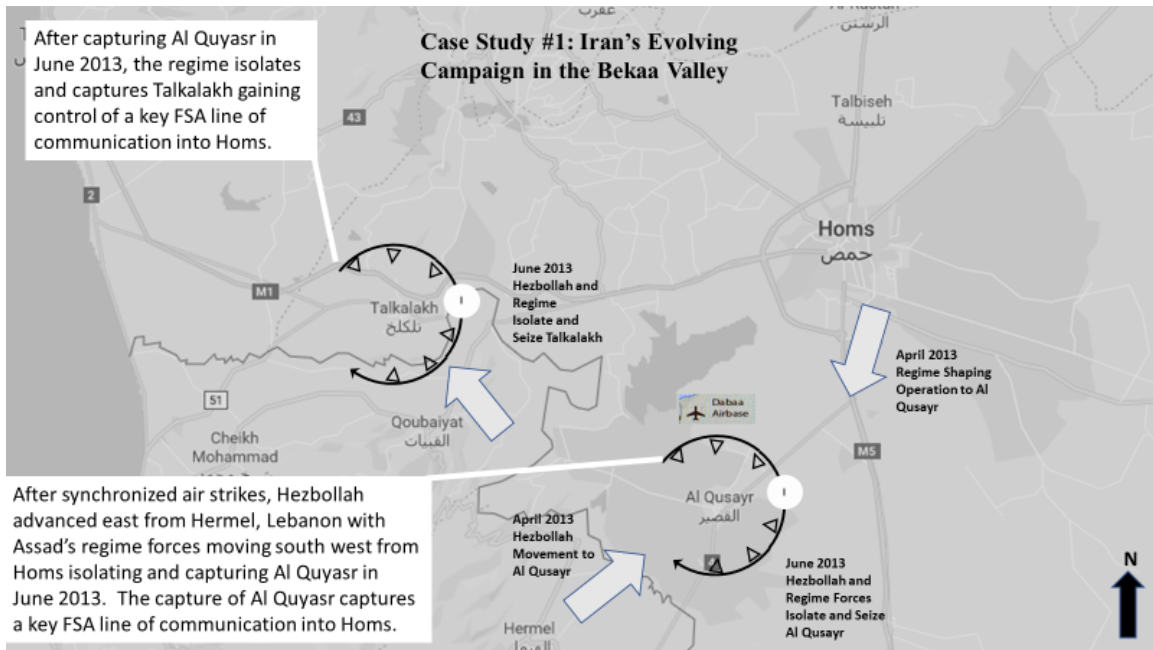 Case Study #1: Iran's Evolving
Campaign in the Bekaa Valley
After capturing Al Quyasr in
June 2013, the regime isolates
and captures Talkalakh gaining
control of a key FSA line of
communication into Homs.
عقرب
الرستن
Talbiseh
تلبيسة
43
2
Homs
حمص
M1
Talkalakh
تلكلخ
I
June 2013
Hezbollah and
Regime
Isolate and
Seize Talkalakh
April 2013
Regime Shaping
Operation to Al
Qusayr
51
Qoubaiyat
القبيات
Cheikh
Mohammad
Dabaa
Airbase
M5
Al Qusayr
القصير
I
4
After synchronized air strikes, Hezbollah
advanced east from Hermel, Lebanon with
Assad's regime forces moving south west from
Homs isolating and capturing Al Quyasr in
June 2013. The capture of Al Quyasr captures
a key FSA line of communication into Homs.
April 2013
Hezbollah
Movement to
Al Qusayr
June 2013
Hezbollah and
Regime Forces
Isolate and Seize
Al Qusayr
Hermel
N